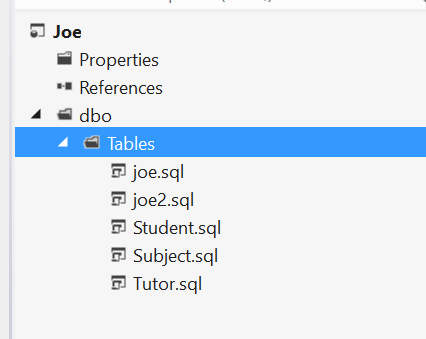 Joe
Properties
References
dbo
Tables
joe.sql
joe2.sql
Student.sql
Subject.sql
Tutor.sql